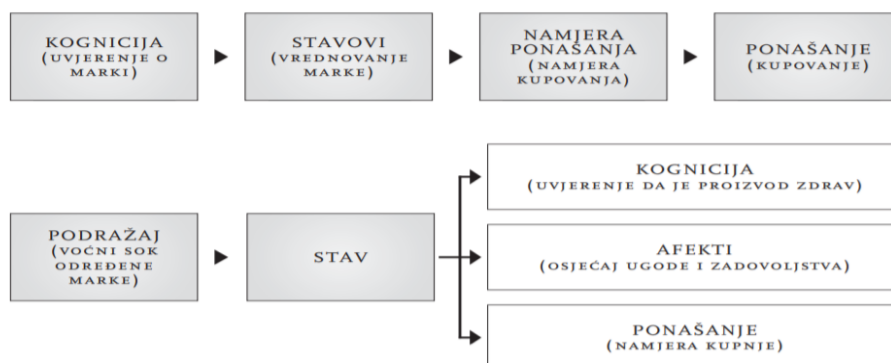 KOGNICIJA
(UVJERENJE O
MARKI)
STAVOVI
(VREDNOVANJE
MARKE)
NAMJERA
PONAŠANJA
(NAMJERA
KUPOVANJA)
PONAŠANJE
(KUPOVANJE)
PODRAŽAJ
(VOĆNI SOK
ODREĐENE
MARKE)
STAV
KOGNICIJA
(UVJERENJE DA JE PROIZVOD ZDRAV)
AFEKTI
(OSJEĆAJ UGODE I ZADOVOLJSTVA)
PONAŠANJE
(NAMJERA KUPNJE)